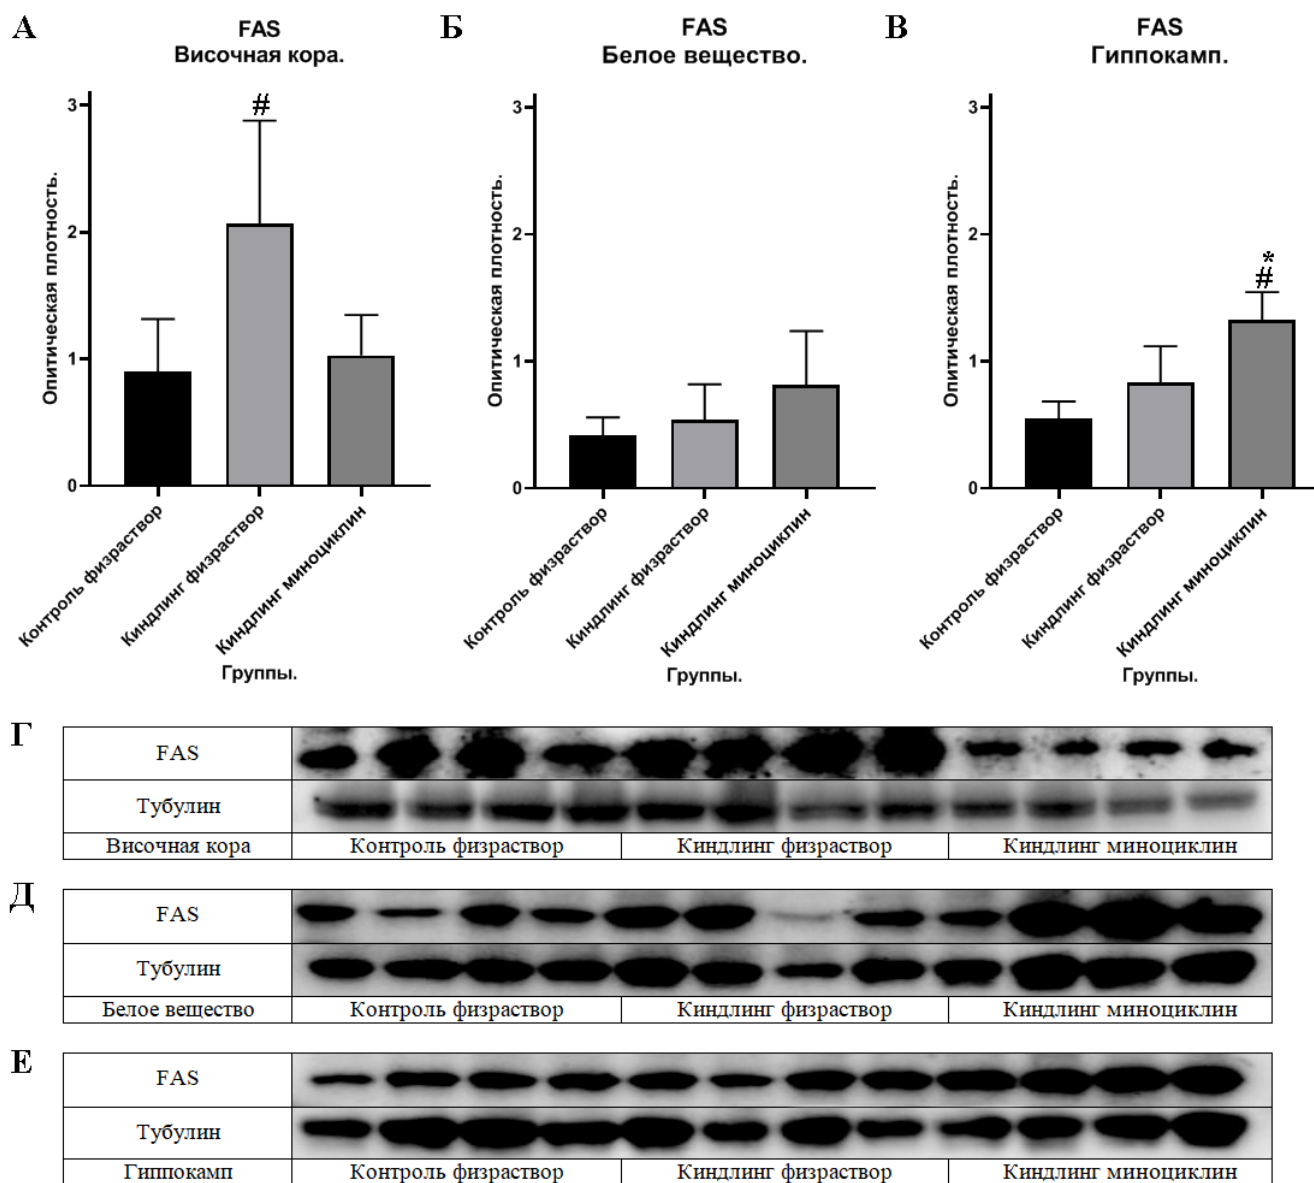 А
FAS
Височная кора.
Опитическая плотность.
3
2
1
0
#
Контроль физраствор
Киндлинг физраствор
Киндлинг миноциклин
Группы.
Б
FAS
Белое вещество.
Опитическая плотность.
3
2
1
0
Контроль физраствор
Киндлинг физраствор
Киндлинг миноциклин
Группы.
В
FAS
Гиппокамп.
Опитическая плотность.
3
2
1
0
*
#
Контроль физраствор
Киндлинг физраствор
Киндлинг миноциклин
Группы.
Г
FAS
Тубулин
Височная кора Контроль физраствор Киндлинг физраствор Киндлинг миноциклин
Д
FAS
Тубулин
Белое вещество Контроль физраствор Киндлинг физраствор Киндлинг миноциклин
Е
FAS
Тубулин
Гиппокамп Контроль физраствор Киндлинг физраствор Киндлинг миноциклин